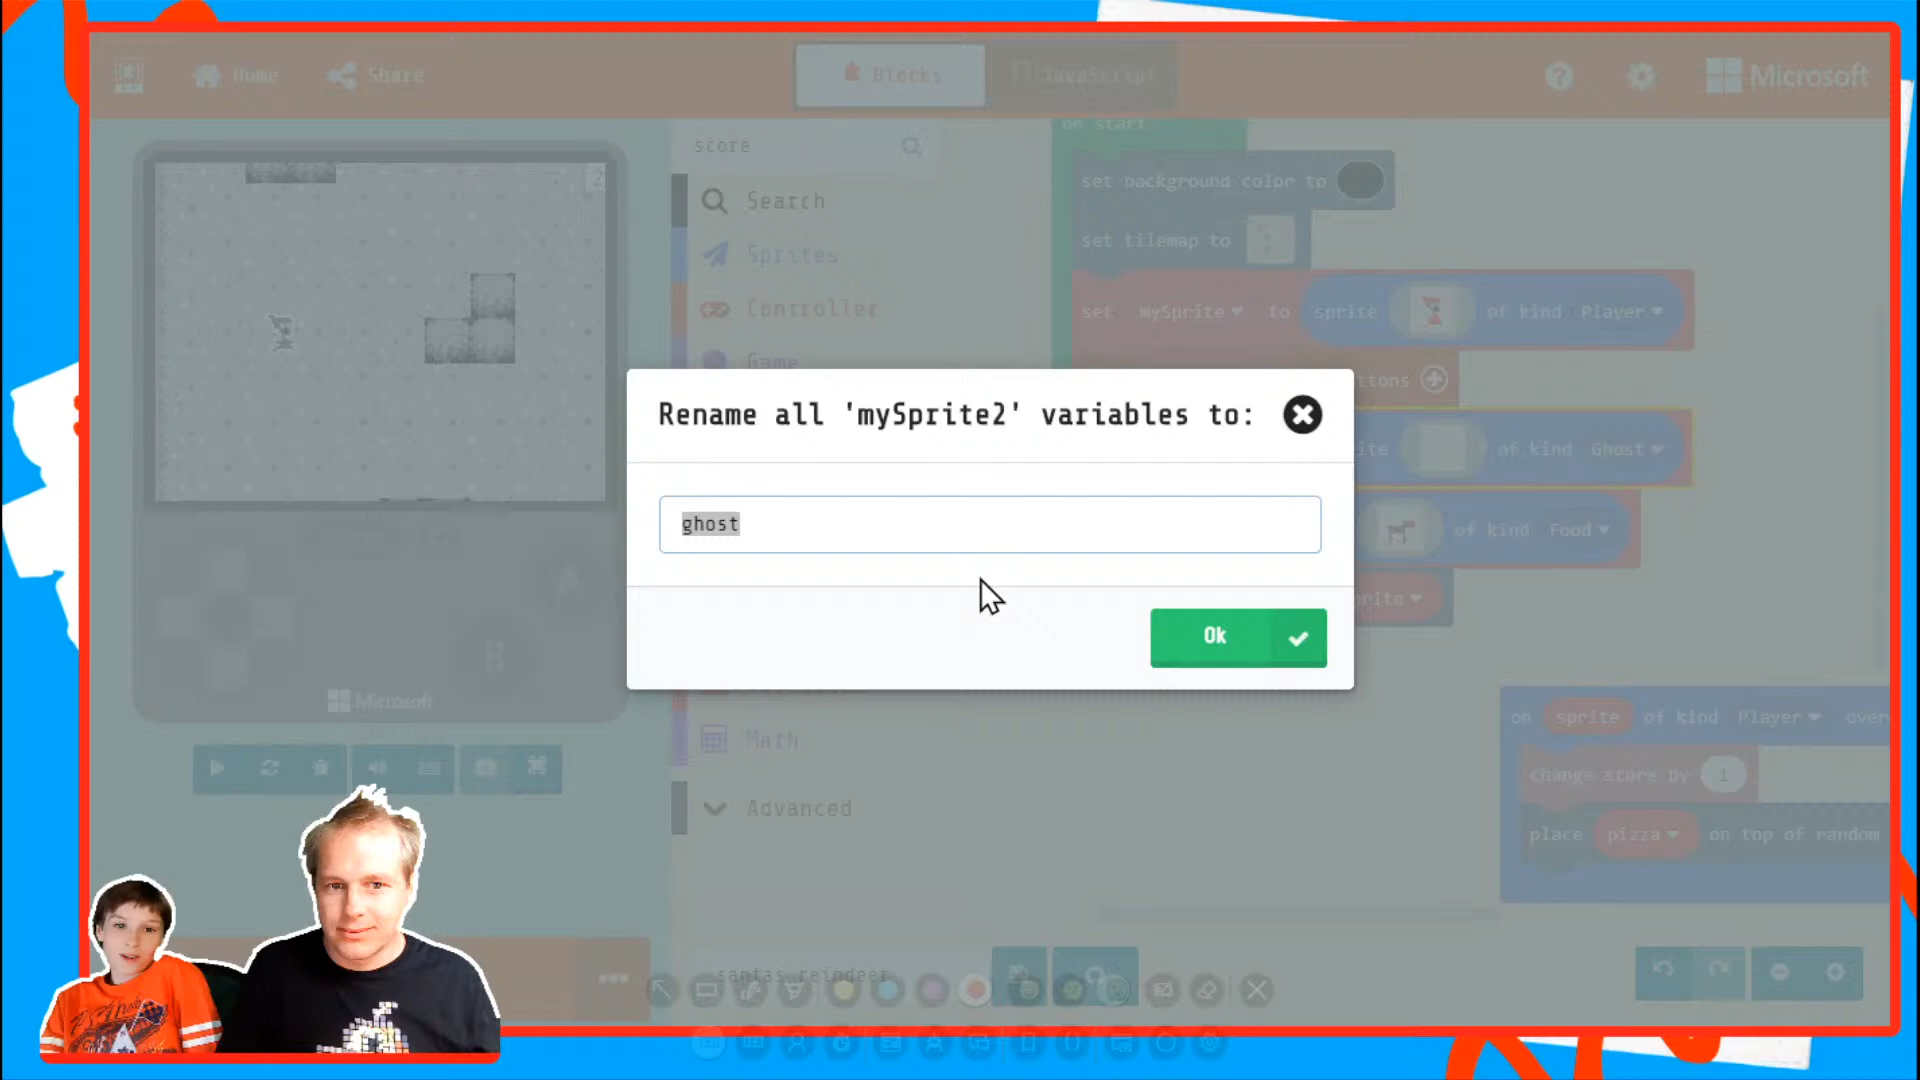 Home
Share
Blocks
JavaScript
Microsoft
score
on start
set background color to
Search
set tilemap to
Sprites
Controller
set mySprite to sprite of kind Player
Game
Rename all 'mySprite2' variables to:
of kind Ghost
ghost
of kind Food
A
B
Ok
Microsoft
Math
on sprite of kind Player over
change score by 1
Advanced
place pizza on top of random
santas reindeer